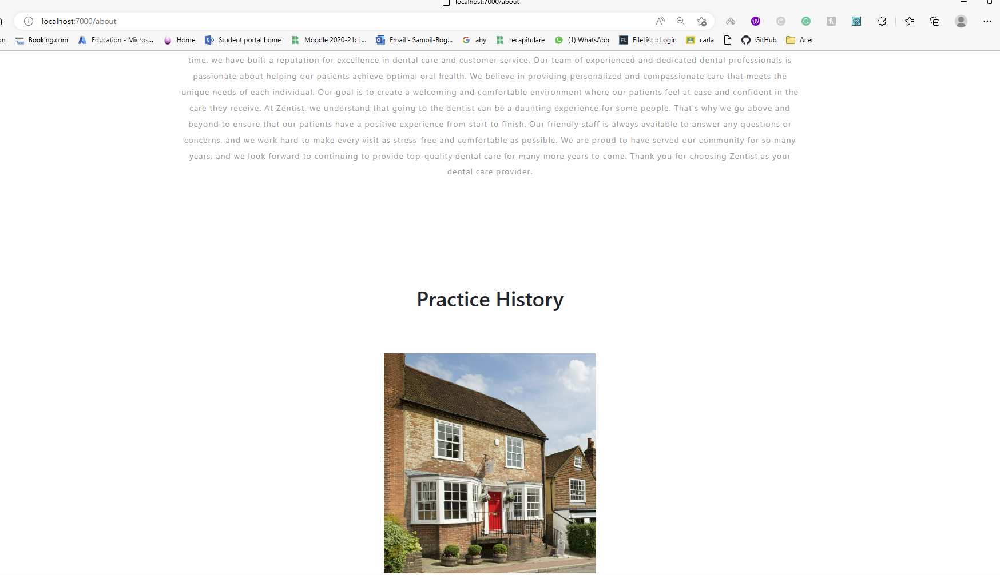 localhost:7000/about
localhost:7000/about
on Booking.com Education - Micros... Home Student portal home Moodle 2020-21: L... Email - Samoil-Bog... aby recapitulare (1) WhatsApp FL FileList :: Login carla GitHub Acer
time, we have built a reputation for excellence in dental care and customer service. Our team of experienced and dedicated dental professionals is
passionate about helping our patients achieve optimal oral health. We believe in providing personalized and compassionate care that meets the
unique needs of each individual. Our goal is to create a welcoming and comfortable environment where our patients feel at ease and confident in the
care they receive. At Zentist, we understand that going to the dentist can be a daunting experience for some people. That's why we go above and
beyond to ensure that our patients have a positive experience from start to finish. Our friendly staff is always available to answer any questions or
concerns, and we work hard to make every visit as stress-free and comfortable as possible. We are proud to have served our community for so many
years, and we look forward to continuing to provide top-quality dental care for many more years to come. Thank you for choosing Zentist as your
dental care provider.
Practice History